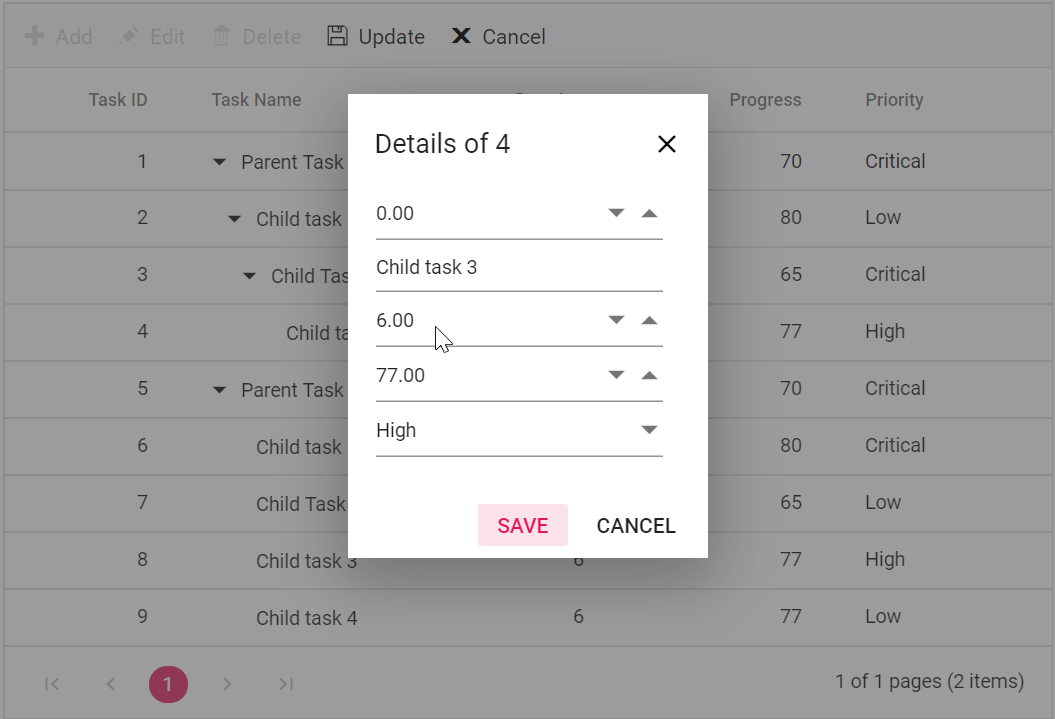 Add Edit Delete Update Cancel
Task ID Task Name Progress Priority
1 Parent Task 70 Critical
2 Child task 80 Low
3 Child Tas 65 Critical
4 Child ta 77 High
5 Parent Task 70 Critical
6 Child task 80 Critical
7 Child Task 65 Low
8 Child task 3 6 77 High
9 Child task 4 6 77 Low
1 1 of 1 pages (2 items)
Details of 4
0.00
Child task 3
6.00
77.00
High
SAVE CANCEL